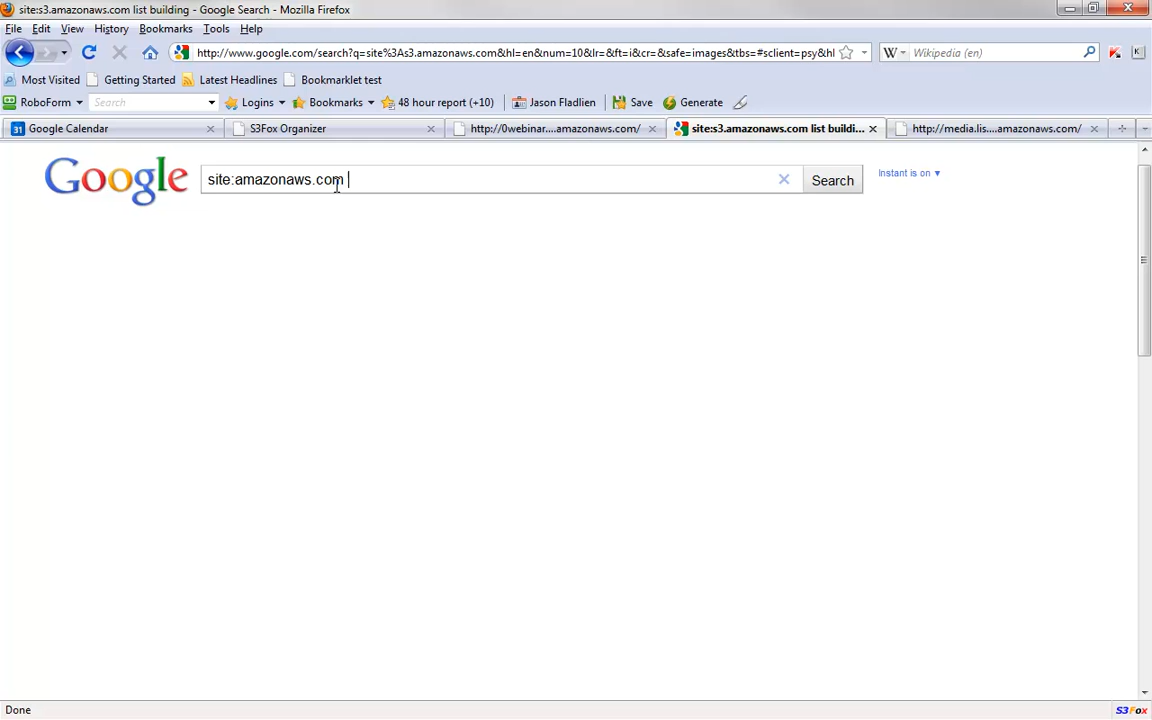 site:s3.amazonaws.com list building - Google Search - Mozilla Firefox
File Edit View History Bookmarks Tools Help
http://www.google.com/search?q=site%3As3.amazonaws.com&hl=en&num=10&lr=&ft=i&cr=&safe=images&tbs=#sclient=psy&hl
W Wikipedia (en)
Most Visited Getting Started Latest Headlines Bookmarklet test
RoboForm Search Logins Bookmarks 48 hour report (+10) Jason Fladlien Save Generate
31 Google Calendar S3Fox Organizer http://0webinar....amazonaws.com/ site:s3.amazonaws.com list buildi... http://media.lis....amazonaws.com/
Google site:amazonaws.com Search Instant is on
Done S3Fox